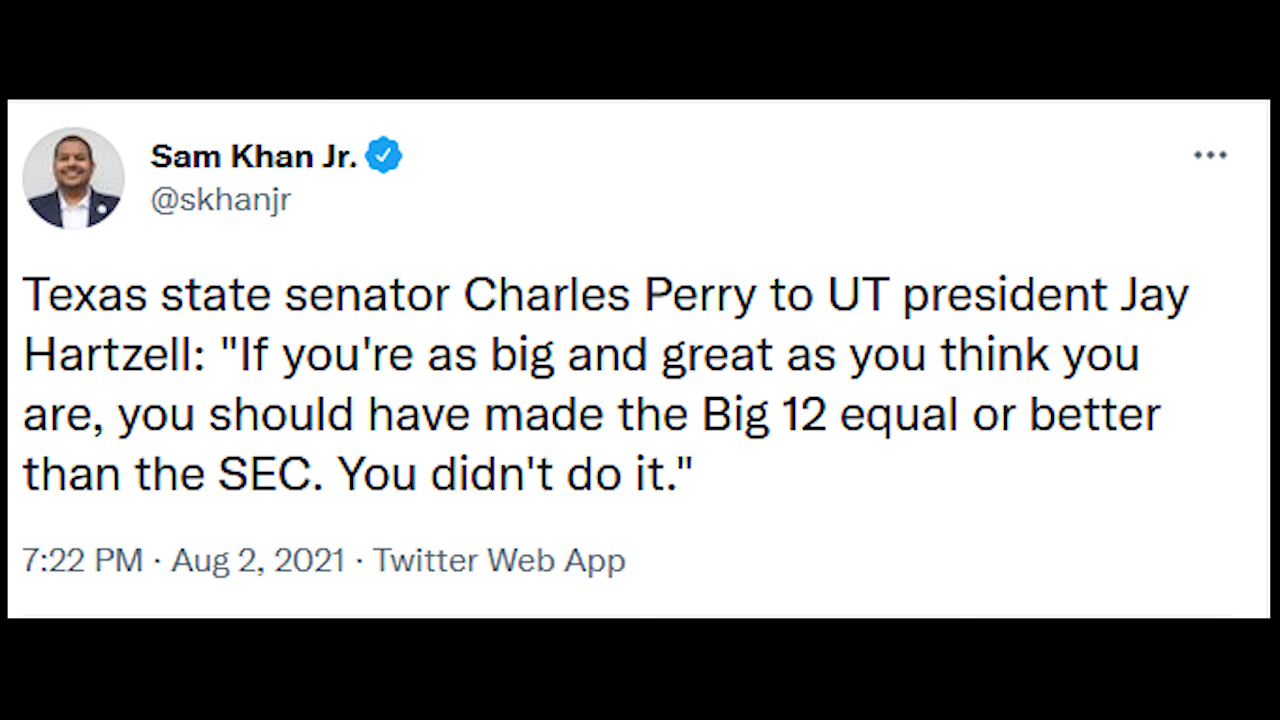 Sam Khan Jr.
@skhanjr
Texas state senator Charles Perry to UT president Jay
Hartzell: "If you're as big and great as you think you
are, you should have made the Big 12 equal or better
than the SEC. You didn't do it."
7:22 PM · Aug 2, 2021 · Twitter Web App